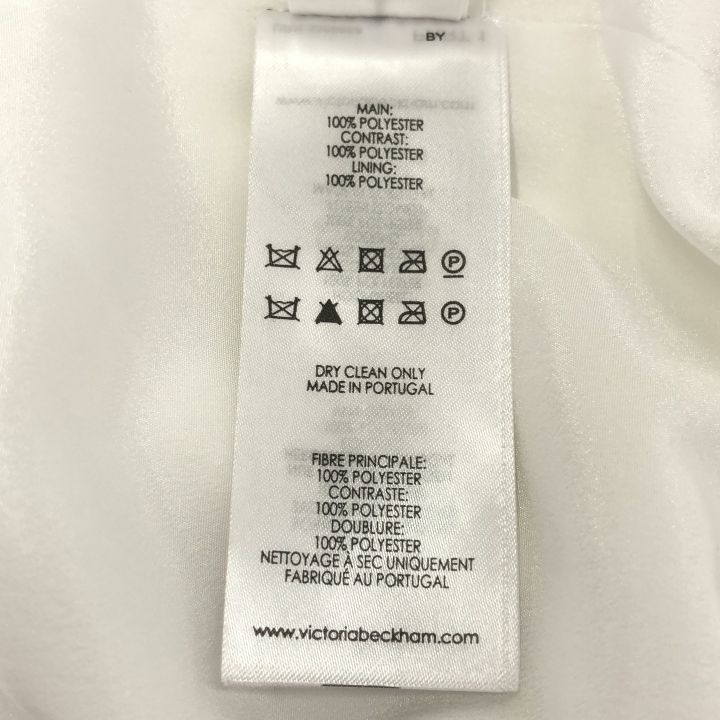 BY
MAIN:
100% POLYESTER
CONTRAST:
100% POLYESTER
LINING:
100% POLYESTER
P
P
DRY CLEAN ONLY
MADE IN PORTUGAL
FIBRE PRINCIPALE:
100% POLYESTER
CONTRASTE:
100% POLYESTER
DOUBLURE:
100% POLYESTER
NETTOYAGE À SEC UNIQUEMENT
FABRIQUÉ AU PORTUGAL
www.victoriabeckham.com